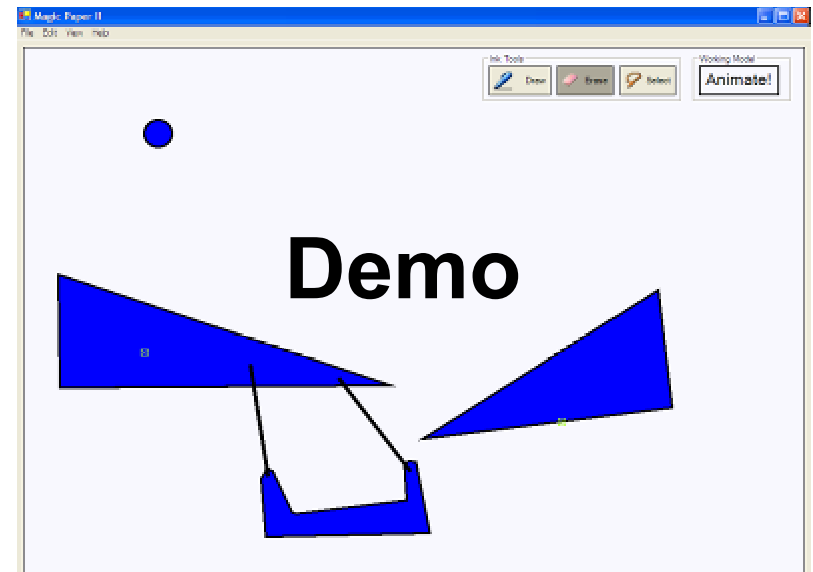 Magic Paper II
File Edit View Help
Ink Tools
Draw Erase Select
Working Model
Animate!
Demo